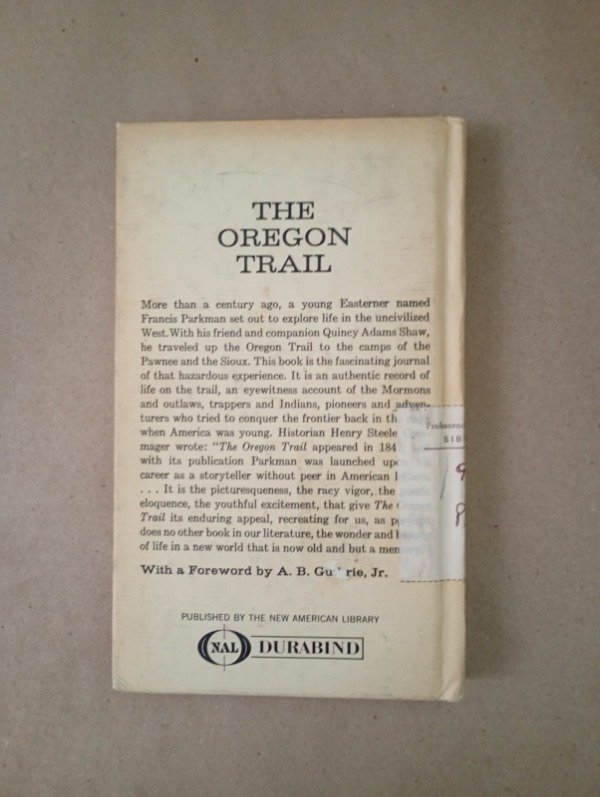 THE
OREGON
TRAIL
More than a century ago, a young Easterner named
Francis Parkman set out to explore life in the uncivilized
West. With his friend and companion Quincy Adams Shaw,
he traveled up the Oregon Trail to the camps of the
Pawnee and the Sioux. This book is the fascinating journal
of that hazardous experience. It is an authentic record of
life on the trail, an eyewitness account of the Mormons
and outlaws, trappers and Indians, pioneers and adven-
turers who tried to conquer the frontier back in the
when America was young. Historian Henry Steele
mager wrote: "The Oregon Trail appeared in 184
with its publication Parkman was launched
career as a storyteller without peer in American
. . . It is the picturesqueness, the racy vigor, the
eloquence, the youthful excitement, that give The
Trail its enduring appeal, recreating for us, as
does no other book in our literature, the wonder and
of life in a new world that is now old and but a
With a Foreword by A. B. Jr.
PUBLISHED BY THE NEW AMERICAN LIBRARY
NAL DURABIND
9
P